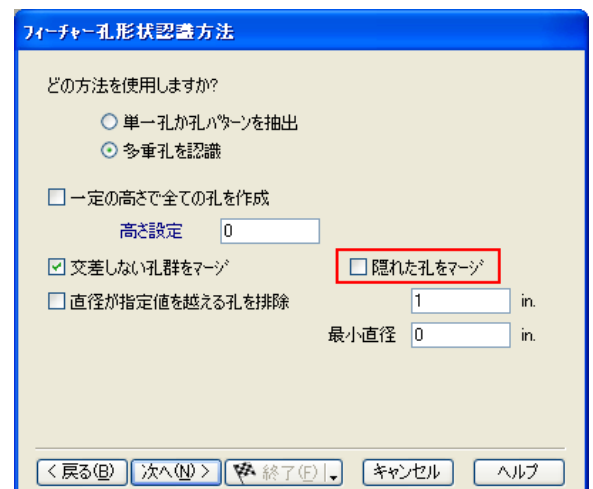 フィーチャー孔形状認識方法
どの方法を使用しますか?
単一孔か孔パターンを抽出
多重孔を認識
一定の高さで全ての孔を作成
高さ設定 0
交差しない孔群をマージ 隠れた孔をマージ
直径が指定値を越える孔を排除 1 in.
最小直径 0 in.
< 戻る(B) 次へ(N) > 終了(F) キャンセル ヘルプ